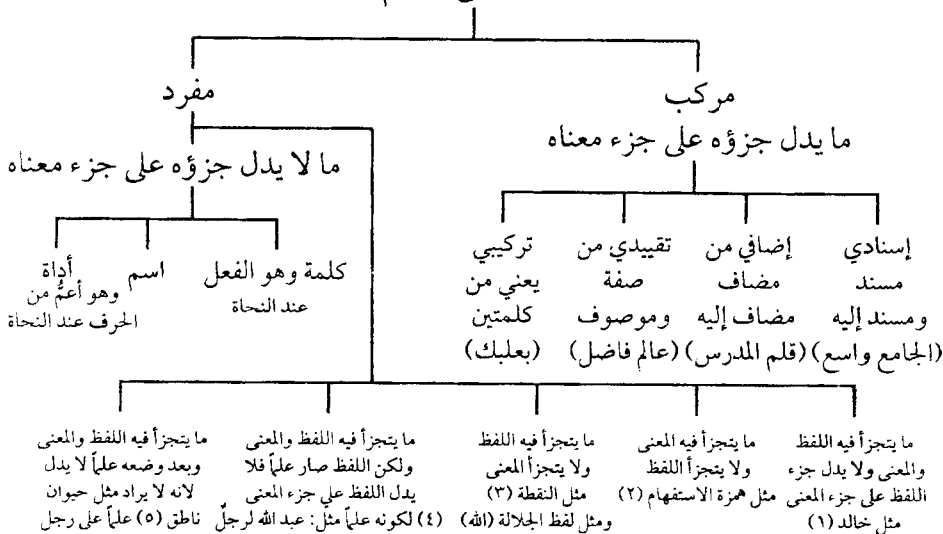 مركب
ما يدل جزؤه على جزء معناه
إسنادي
مسند
ومسند إليه
(الجامع واسع)
إضافي من
مضاف
مضاف إليه
(قلم المدرس)
تقييدي من
صفة
وموصوف
(عالم فاضل)
تركيبي
يعني من
كلمتين
(بعلبك)
مفرد
ما لا يدل جزؤه على جزء معناه
كلمة وهو الفعل
عند النحاة
اسم
أداة
وهو أعمُّ من
الحرف عند النحاة
ما يتجزأ فيه اللفظ
والمعنى ولا يدل جزء
اللفظ على جزء المعنى
مثل خالد (١)
ما يتجزأ فيه المعنى
ولا يتجزأ اللفظ
مثل همزة الاستفهام (٢)
ما يتجزأ فيه اللفظ
ولا يتجزأ المعنى
مثل النقطة (٣)
ومثل لفظ الجلالة (الله)
ما يتجزأ فيه اللفظ والمعنى
ولكن اللفظ صار علماً فلا
يدل اللفظ علي جزء المعنى
(٤) لكونه علماً مثل: عبد الله لرجلٌ
ما يتجزأ فيه اللفظ والمعنى
وبعد وضعه علماً لا يدل
لانه لا يراد مثل حيوان
ناطق (٥) علماً على رجل